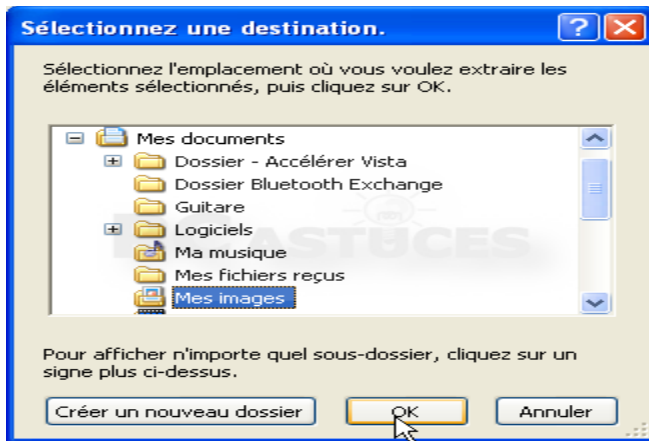 Sélectionnez une destination.
Sélectionnez l'emplacement où vous voulez extraire les
éléments sélectionnés, puis cliquez sur OK.
Mes documents
Dossier - Accélérer Vista
Dossier Bluetooth Exchange
Guitare
Logiciels
PC ASTUCES
Ma musique
Mes fichiers reçus
Mes images
Pour afficher n'importe quel sous-dossier, cliquez sur un
signe plus ci-dessus.
Créer un nouveau dossier OK Annuler